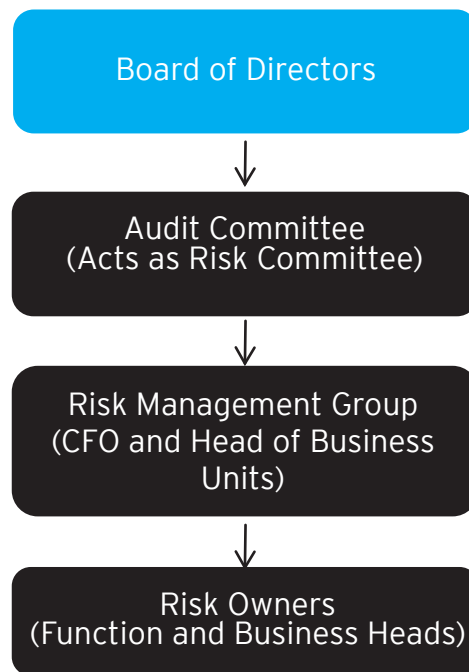 Board of Directors
Audit Committee
(Acts as Risk Committee)
Risk Management Group
(CFO and Head of Business
Units)
Risk Owners
(Function and Business Heads)